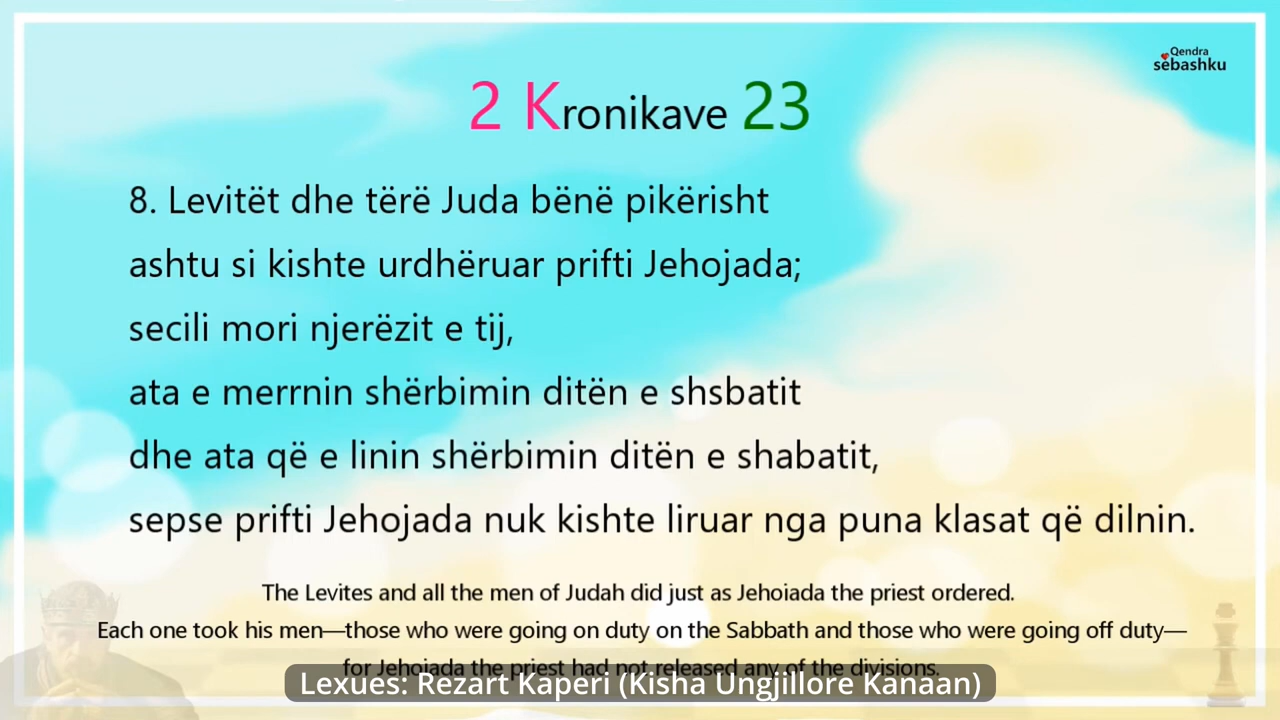 Qendra
sëbashku
2 Kronikave 23
8. Levitët dhe tërë Juda bënë pikërisht
ashtu si kishte urdhëruar prifti Jehojada;
secili mori njerëzit e tij,
ata e merrnin shërbimin ditën e shsbatit
dhe ata që e linin shërbimin ditën e shabatit,
sepse prifti Jehojada nuk kishte liruar nga puna klasat që dilnin.
The Levites and all the men of Judah did just as Jehoiada the priest ordered.
Each one took his men—those who were going on duty on the Sabbath and those who were going off duty—
for Jehoiada the priest had not released any of the divisions.
Lexues: Rezart Kaperi (Kisha Ungjillore Kanaan)